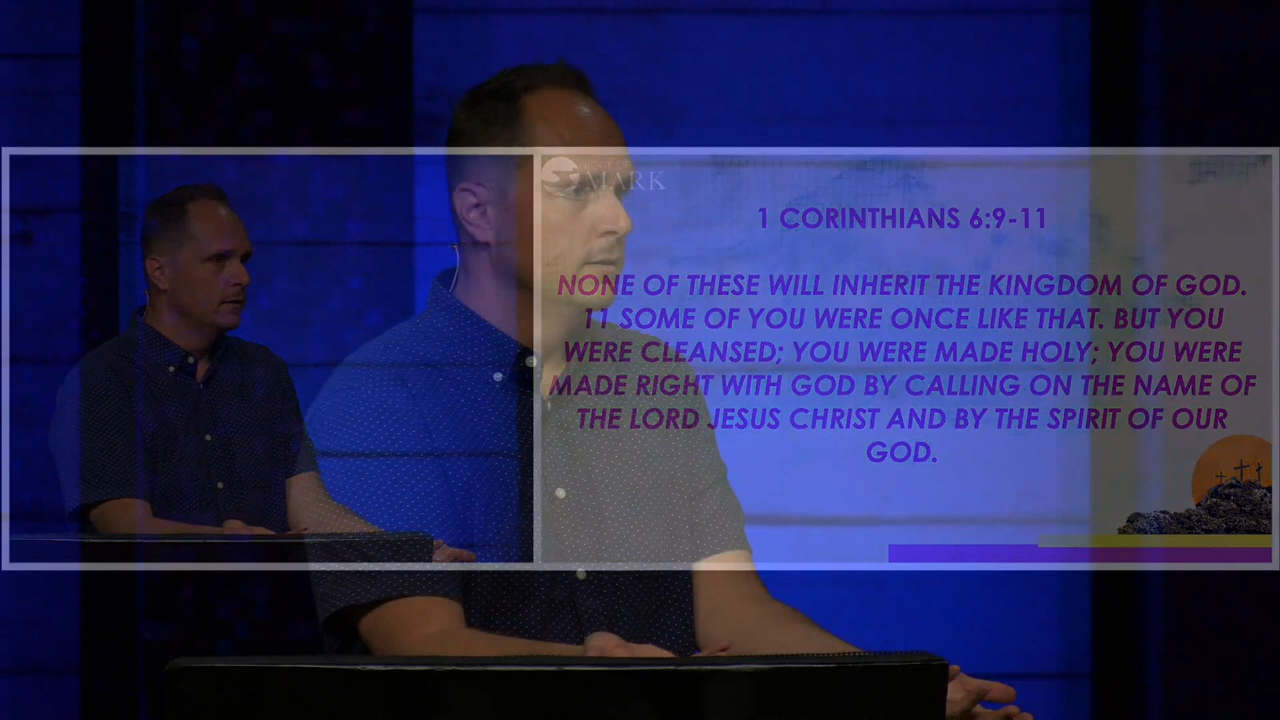 MARK
1 CORINTHIANS 6:9-11
NONE OF THESE WILL INHERIT THE KINGDOM OF GOD.
11 SOME OF YOU WERE ONCE LIKE THAT. BUT YOU
WERE CLEANSED; YOU WERE MADE HOLY; YOU WERE
MADE RIGHT WITH GOD BY CALLING ON THE NAME OF
THE LORD JESUS CHRIST AND BY THE SPIRIT OF OUR
GOD.